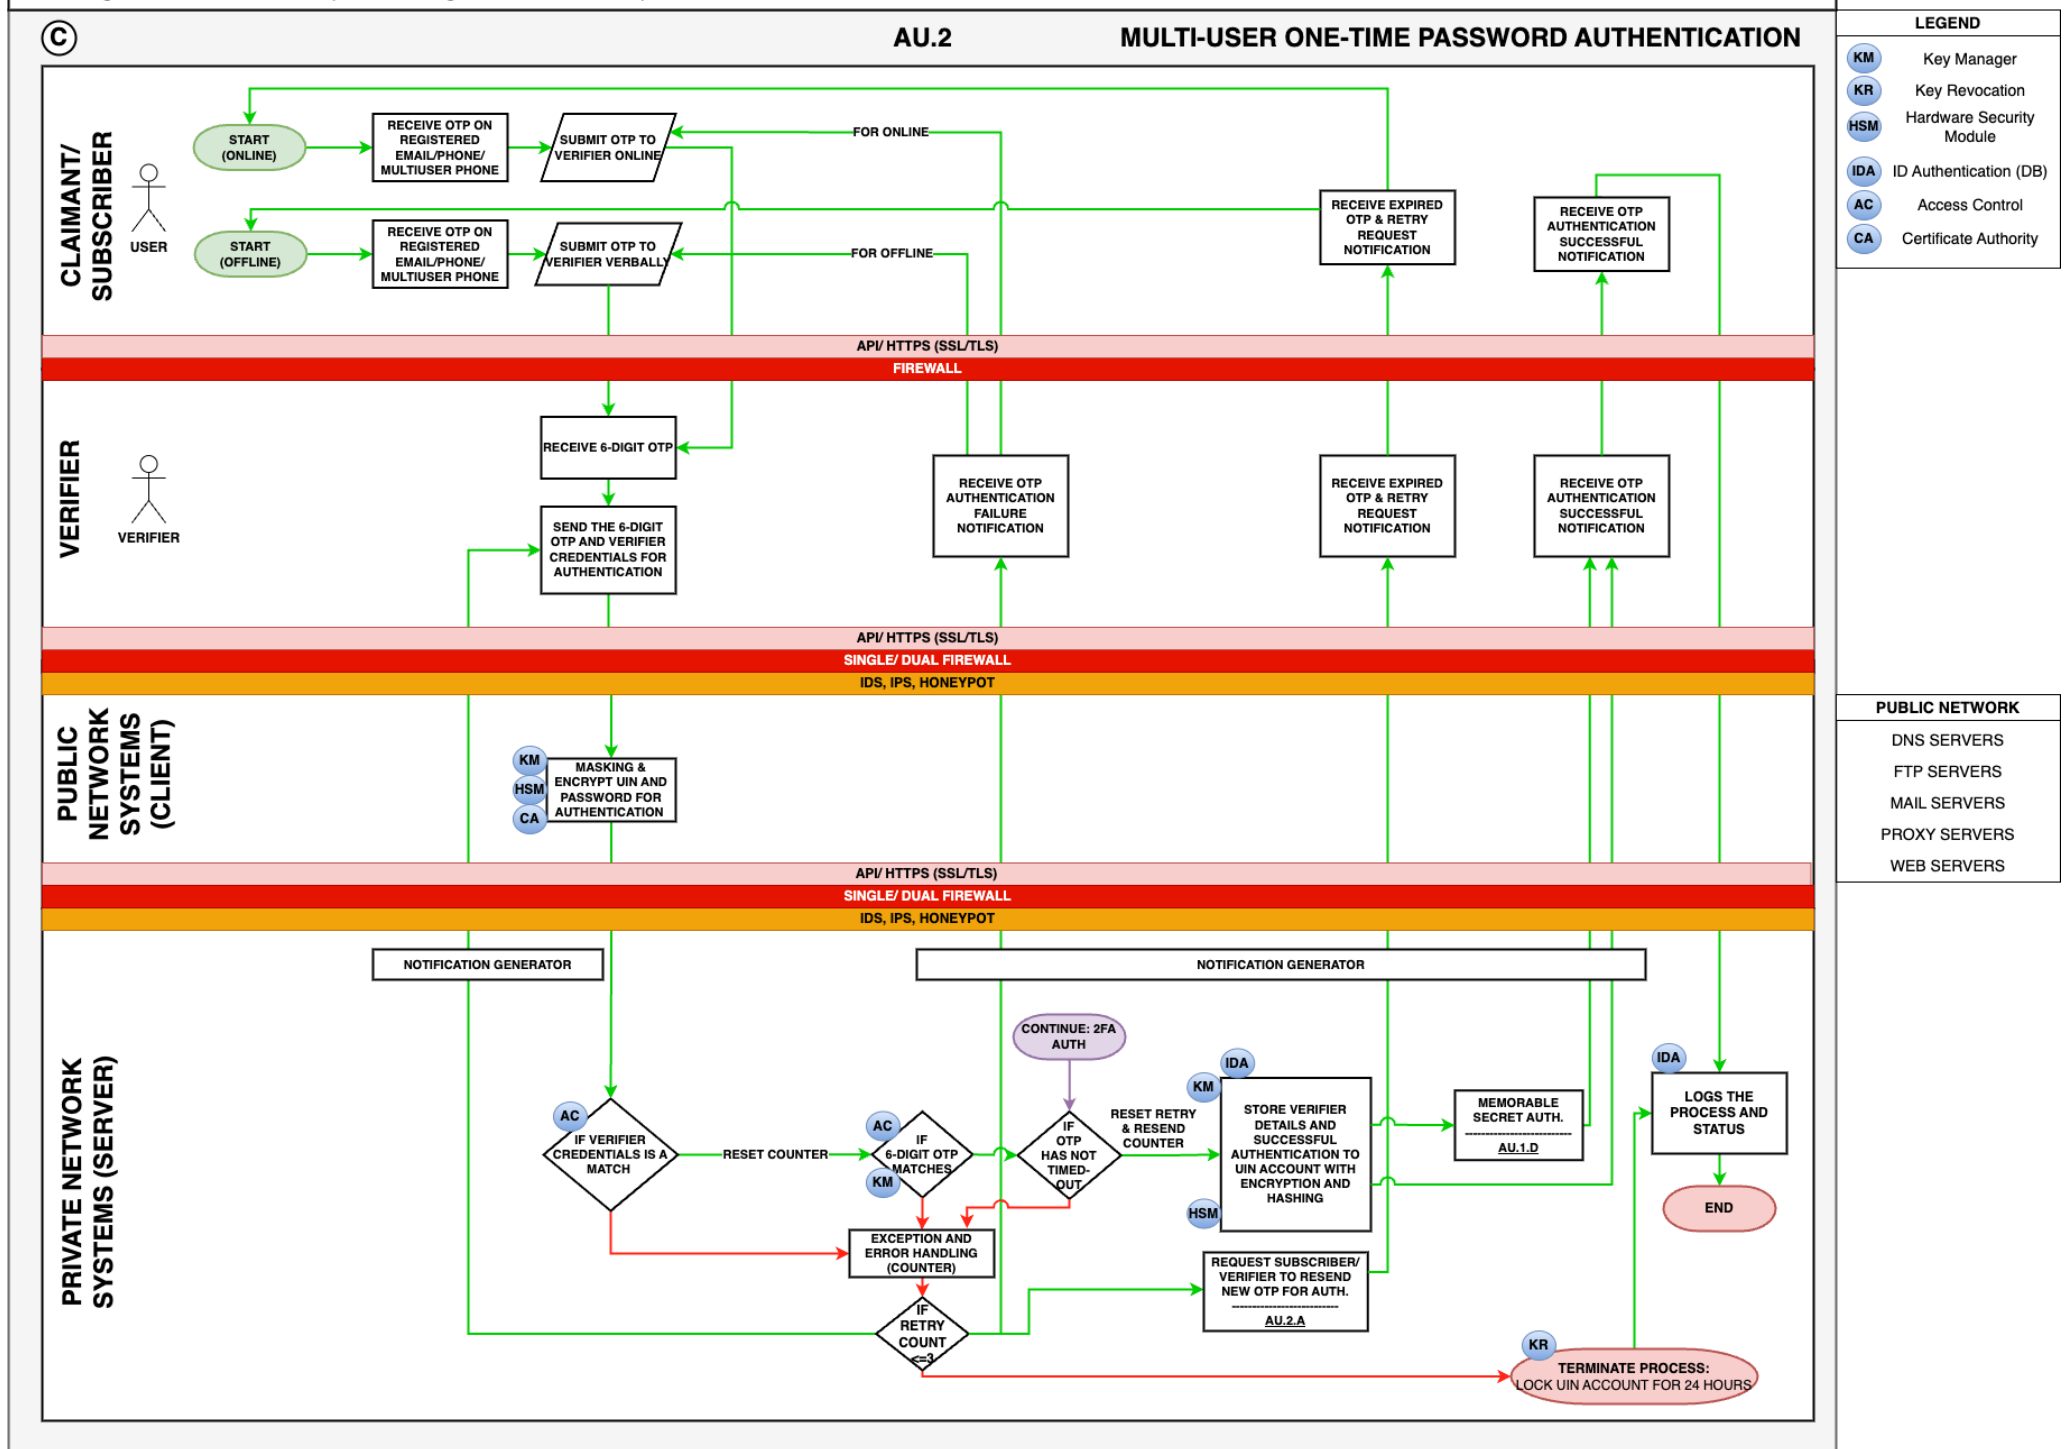 C
AU.2
MULTI-USER ONE-TIME PASSWORD AUTHENTICATION
LEGEND
KM
Key Manager
KR
Key Revocation
HSM
Hardware Security
Module
IDA
ID Authentication (DB)
AC
Access Control
CA
Certificate Authority
CLAIMANT/
SUBSCRIBER
USER
START
(ONLINE)
RECEIVE OTP ON
REGISTERED
EMAIL/PHONE/
MULTIUSER PHONE
SUBMIT OTP TO
VERIFIER ONLINE
FOR ONLINE
START
(OFFLINE)
RECEIVE OTP ON
REGISTERED
EMAIL/PHONE/
MULTIUSER PHONE
SUBMIT OTP TO
VERIFIER VERBALLY
FOR OFFLINE
RECEIVE EXPIRED
OTP & RETRY
REQUEST
NOTIFICATION
RECEIVE OTP
AUTHENTICATION
SUCCESSFUL
NOTIFICATION
API/ HTTPS (SSL/TLS)
FIREWALL
VERIFIER
VERIFIER
RECEIVE 6-DIGIT OTP
SEND THE 6-DIGIT
OTP AND VERIFIER
CREDENTIALS FOR
AUTHENTICATION
RECEIVE OTP
AUTHENTICATION
FAILURE
NOTIFICATION
RECEIVE EXPIRED
OTP & RETRY
REQUEST
NOTIFICATION
RECEIVE OTP
AUTHENTICATION
SUCCESSFUL
NOTIFICATION
API/ HTTPS (SSL/TLS)
SINGLE/ DUAL FIREWALL
IDS, IPS, HONEYPOT
PUBLIC
NETWORK
SYSTEMS
(CLIENT)
KM
HSM
CA
MASKING &
ENCRYPT UIN AND
PASSWORD FOR
AUTHENTICATION
PUBLIC NETWORK
DNS SERVERS
FTP SERVERS
MAIL SERVERS
PROXY SERVERS
WEB SERVERS
API/ HTTPS (SSL/TLS)
SINGLE/ DUAL FIREWALL
IDS, IPS, HONEYPOT
PRIVATE NETWORK
SYSTEMS (SERVER)
NOTIFICATION GENERATOR
NOTIFICATION GENERATOR
CONTINUE: 2FA
AUTH
AC
IF VERIFIER
CREDENTIALS IS A
MATCH
RESET COUNTER
AC
IF
6-DIGIT OTP
MATCHES
KM
IF
OTP
HAS NOT
TIMED-
OUT
RESET RETRY
& RESEND
COUNTER
IDA
KM
HSM
STORE VERIFIER
DETAILS AND
SUCCESSFUL
AUTHENTICATION TO
UIN ACCOUNT WITH
ENCRYPTION AND
HASHING
MEMORABLE
SECRET AUTH.
---------------------------
AU.1.D
IDA
LOGS THE
PROCESS AND
STATUS
END
EXCEPTION AND
ERROR HANDLING
(COUNTER)
IF
RETRY
COUNT
<=3
REQUEST SUBSCRIBER/
VERIFIER TO RESEND
NEW OTP FOR AUTH.
---------------------------
AU.2.A
KR
TERMINATE PROCESS:
LOCK UIN ACCOUNT FOR 24 HOURS